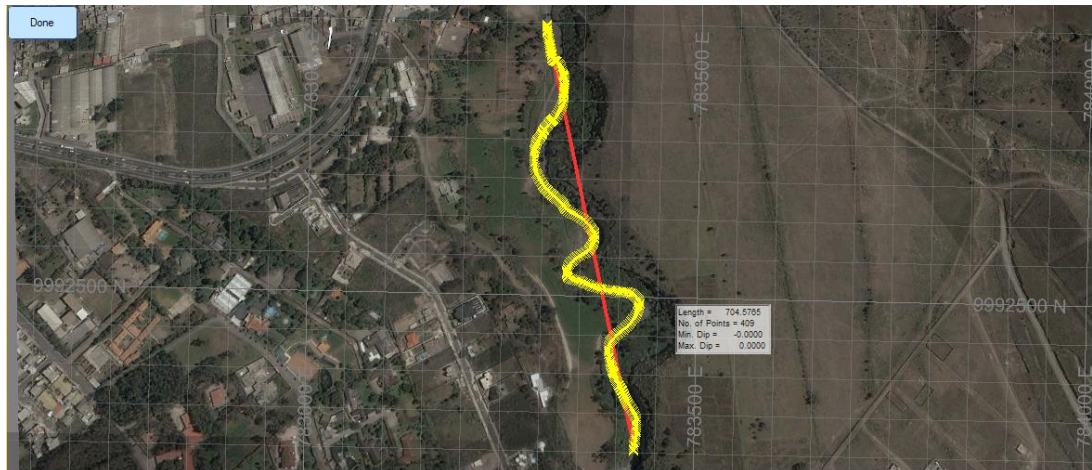 Done
783000 E
783500 E
9992500 N
9992500 N
Length = 704.5765
No. of Points = 409
Min. Dip = -0.0000
Max. Dip = 0.0000
783000 E
783500 E